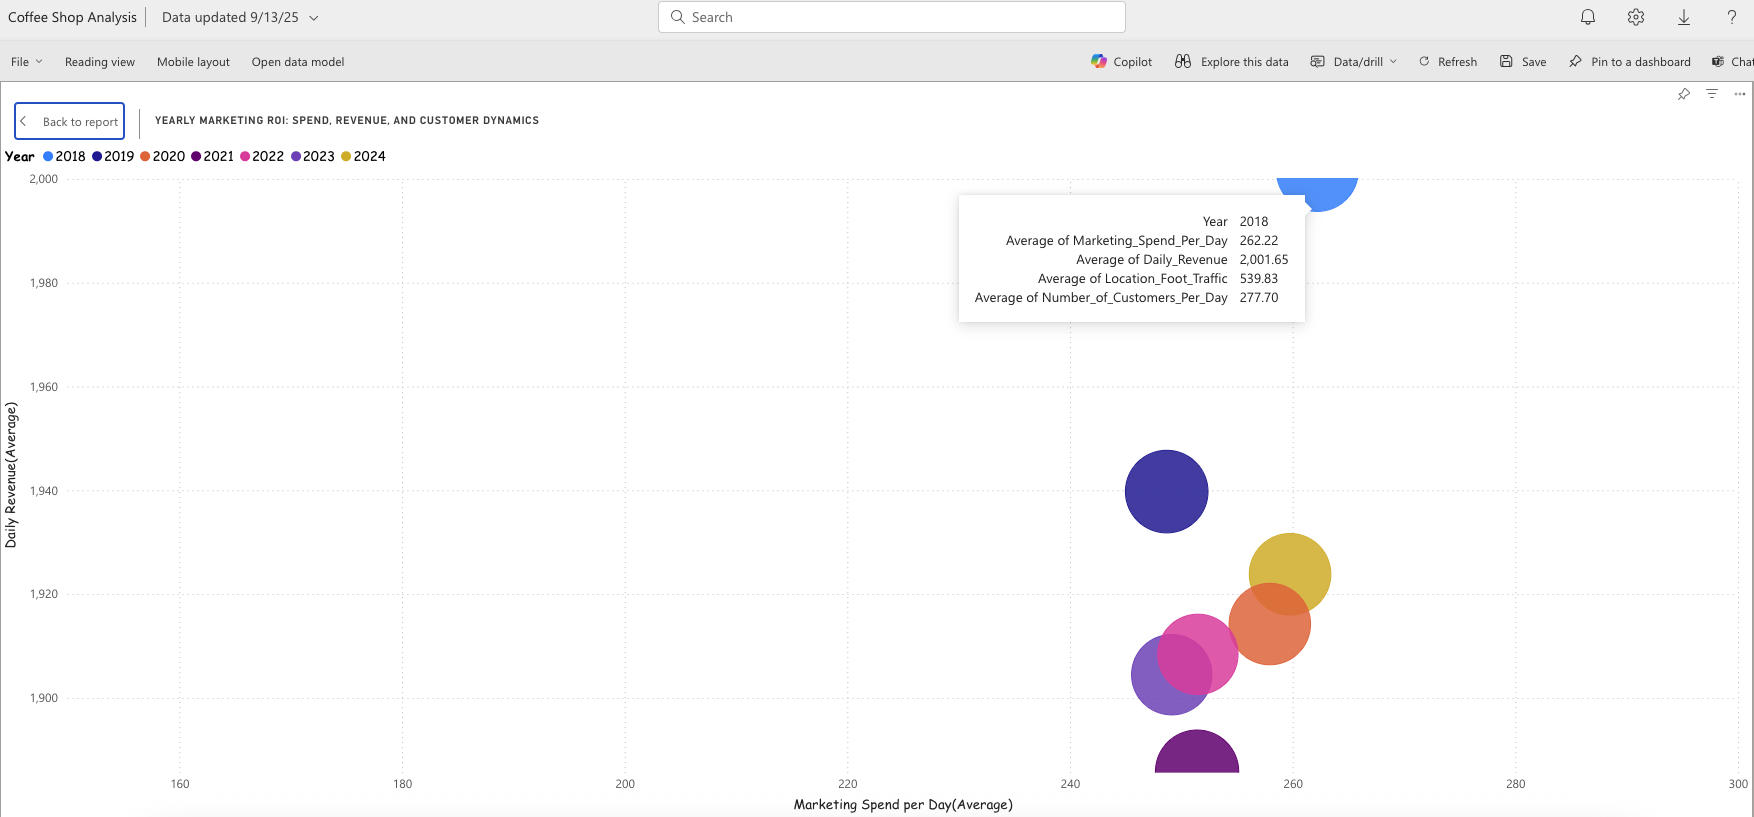 Coffee Shop Analysis Data updated 9/13/25 Search ?
File Reading view Mobile layout Open data model Copilot Explore this data Data/drill Refresh Save Pin to a dashboard Chat
Back to report YEARLY MARKETING ROI: SPEND, REVENUE, AND CUSTOMER DYNAMICS
Year 2018 2019 2020 2021 2022 2023 2024
2,000
1,980
1,960
1,940
1,920
1,900
Daily Revenue(Average)
Year 2018
Average of Marketing_Spend_Per_Day 262.22
Average of Daily_Revenue 2,001.65
Average of Location_Foot_Traffic 539.83
Average of Number_of_Customers_Per_Day 277.70
160 180 200 220 240 260 280 300
Marketing Spend per Day(Average)